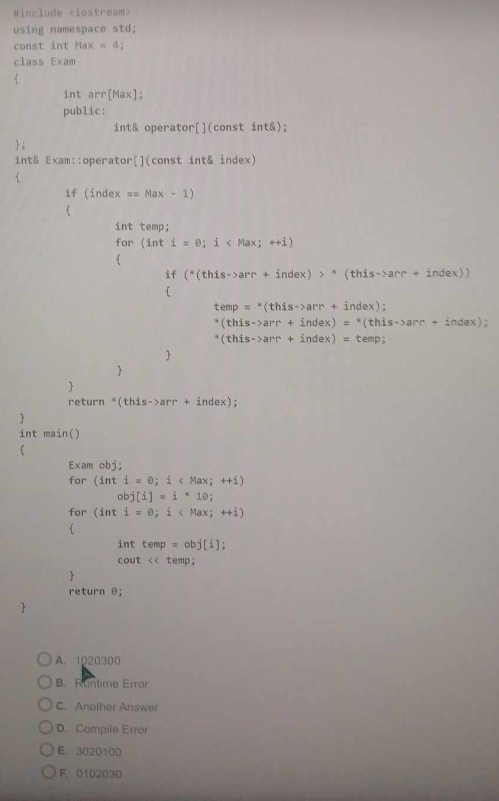 #include <iostream>
using namespace std;
const int Max = 4;
class Exam
{
int arr[Max];
public:
int& operator[](const int&);
};
int& Exam::operator[](const int& index)
{
if (index == Max - 1)
{
int temp;
for (int i = 0; i < Max; ++i)
{
if (*(this->arr + index) > * (this->arr + index))
{
temp = *(this->arr + index);
*(this->arr + index) = *(this->arr + index);
*(this->arr + index) = temp;
}
}
}
return *(this->arr + index);
}
int main()
{
Exam obj;
for (int i = 0; i < Max; ++i)
obj[i] = i * 10;
for (int i = 0; i < Max; ++i)
{
int temp = obj[i];
cout << temp;
}
return 0;
}
A. 1020300
B. Runtime Error
C. Another Answer
D. Compile Error
E. 3020100
F. 0102030